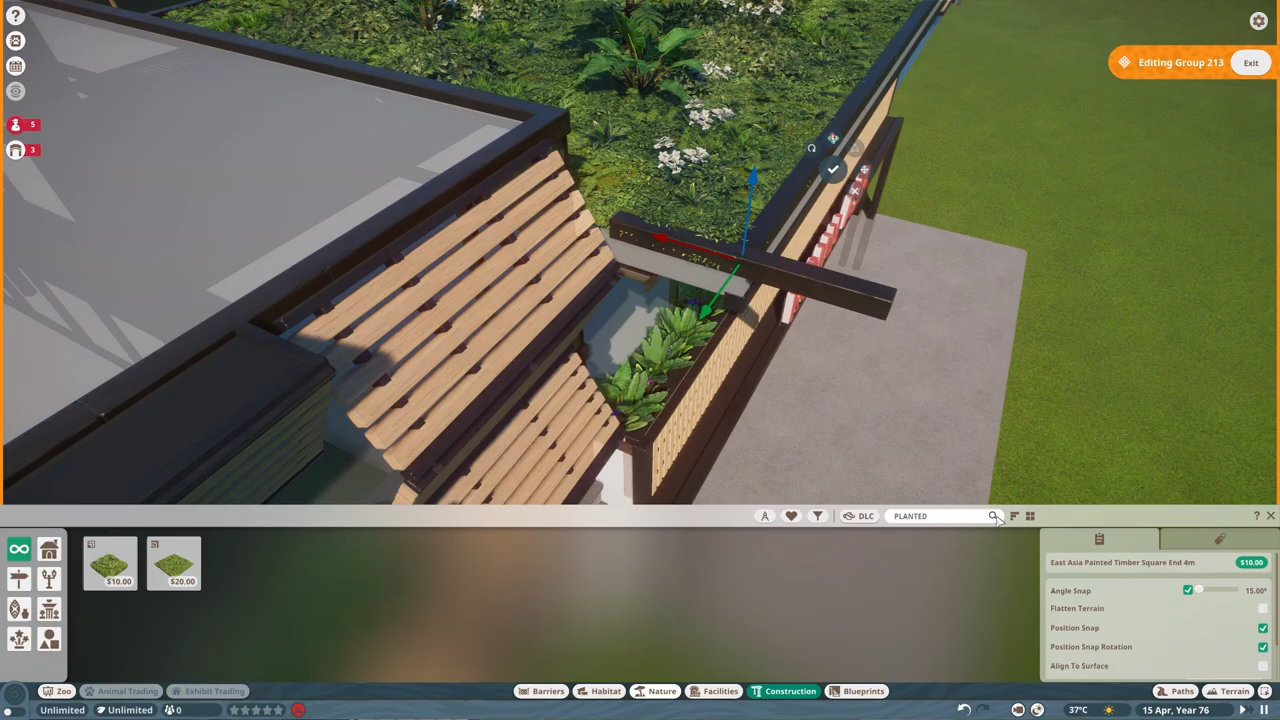 ?
Editing Group 213
Exit
5
3
DLC
PLANTED
?
$10.00
$20.00
East Asia Painted Timber Square End 4m
$10.00
Angle Snap
15.00°
Flatten Terrain
Position Snap
Position Snap Rotation
Align To Surface
Zoo
Animal Trading
Exhibit Trading
Barriers
Habitat
Nature
Facilities
Construction
Blueprints
Paths
Terrain
Unlimited
Unlimited
0
37°C
15 Apr, Year 76